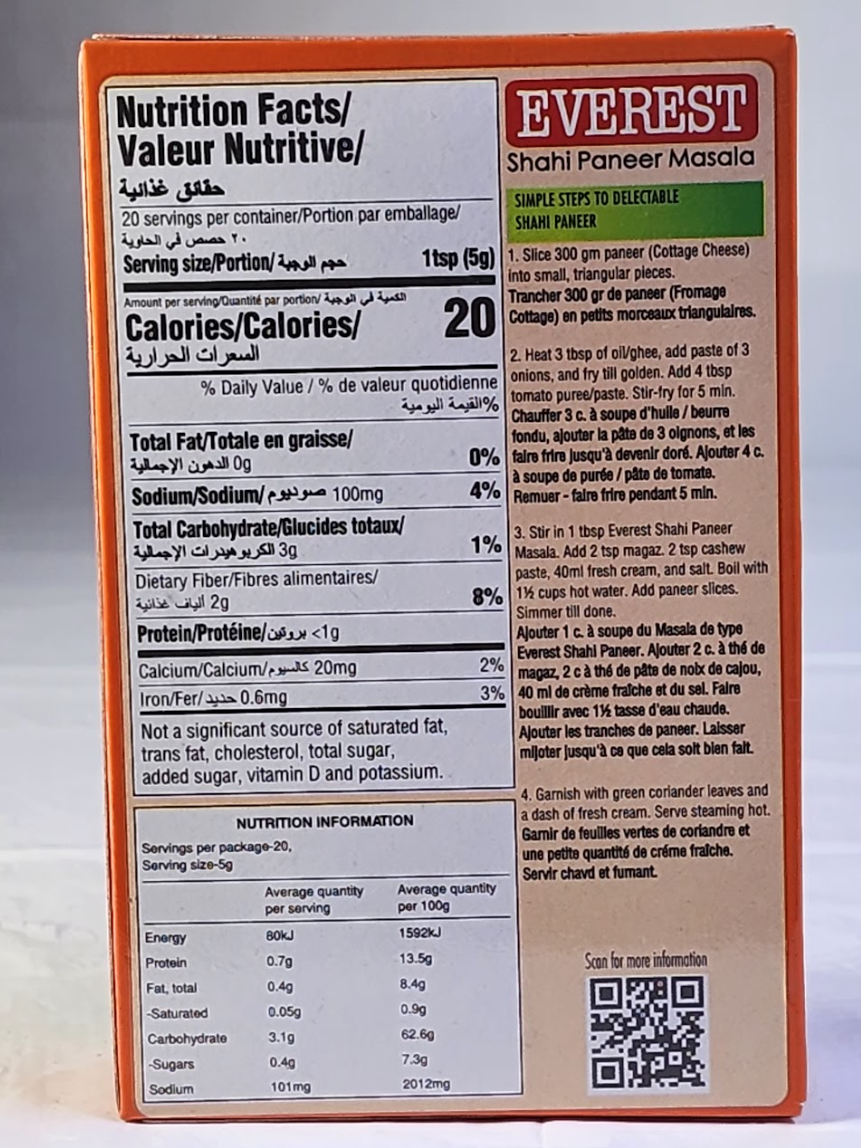 Nutrition Facts/
Valeur Nutritive/
حقائق غذائية
20 servings per container/Portion par emballage/
٢٠ حصص في الحاوية
Serving size/Portion/ حجم الوجبة 1tsp (5g)
Amount per serving/Quantité par portion/ الكمية في الوجبة
Calories/Calories/ 20
السعرات الحرارية
% Daily Value / % de valeur quotidienne
%القيمة اليومية
Total Fat/Totale en graisse/
الدهون الإجمالية 0g 0%
Sodium/Sodium/ صوديوم 100mg 4%
Total Carbohydrate/Glucides totaux/
الكربوهيدرات الإجمالية 3g 1%
Dietary Fiber/Fibres alimentaires/
ألياف غذائية 2g 8%
Protein/Protéine/ بروتين <1g
Calcium/Calcium/ كالسيوم 20mg 2%
Iron/Fer/ حديد 0.6mg 3%
Not a significant source of saturated fat,
trans fat, cholesterol, total sugar,
added sugar, vitamin D and potassium.
NUTRITION INFORMATION
Servings per package-20,
Serving size-5g
Average quantity Average quantity
per serving per 100g
Energy 80kJ 1592kJ
Protein 0.7g 13.5g
Fat, total 0.4g 8.4g
-Saturated 0.05g 0.9g
Carbohydrate 3.1g 62.6g
-Sugars 0.4g 7.3g
Sodium 101mg 2012mg
EVEREST
Shahi Paneer Masala
SIMPLE STEPS TO DELECTABLE
SHAHI PANEER
1. Slice 300 gm paneer (Cottage Cheese)
into small, triangular pieces.
Trancher 300 gr de paneer (Fromage
Cottage) en petits morceaux triangulaires.
2. Heat 3 tbsp of oil/ghee, add paste of 3
onions, and fry till golden. Add 4 tbsp
tomato puree/paste. Stir-fry for 5 min.
Chauffer 3 c. à soupe d'huile / beurre
fondu, ajouter la pâte de 3 oignons, et les
faire frire jusqu'à devenir doré. Ajouter 4 c.
à soupe de purée / pâte de tomate.
Remuer - faire frire pendant 5 min.
3. Stir in 1 tbsp Everest Shahi Paneer
Masala. Add 2 tsp magaz. 2 tsp cashew
paste, 40ml fresh cream, and salt. Boil with
1½ cups hot water. Add paneer slices.
Simmer till done.
Ajouter 1 c. à soupe du Masala de type
Everest Shahi Paneer. Ajouter 2 c. à thé de
magaz, 2 c à thé de pâte de noix de cajou,
40 ml de crème fraîche et du sel. Faire
bouillir avec 1½ tasse d'eau chaude.
Ajouter les tranches de paneer. Laisser
mijoter jusqu'à ce que cela soit bien fait.
4. Garnish with green coriander leaves and
a dash of fresh cream. Serve steaming hot.
Garnir de feuilles vertes de coriandre et
une petite quantité de créme fraîche.
Servir chavd et fumant.
Scan for more information